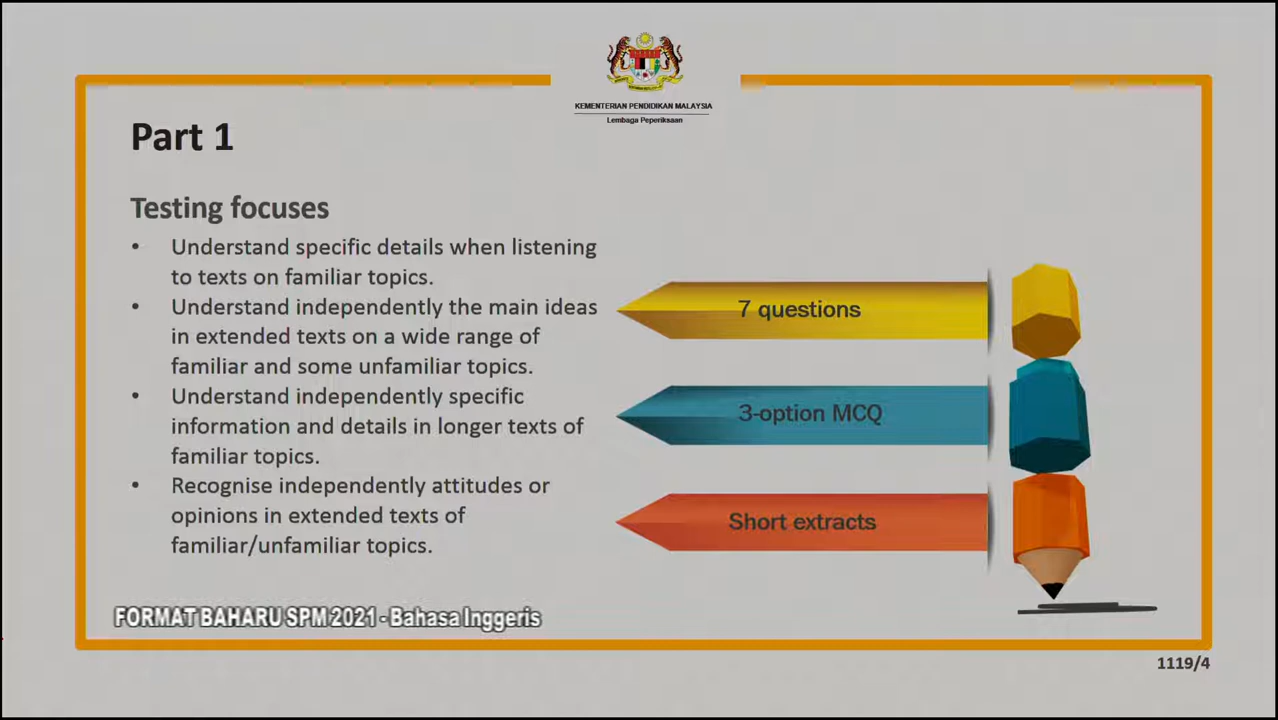 KEMENTERIAN PENDIDIKAN MALAYSIA
Lembaga Peperiksaan
Part 1
Testing focuses
• Understand specific details when listening
to texts on familiar topics.
• Understand independently the main ideas
in extended texts on a wide range of
familiar and some unfamiliar topics.
• Understand independently specific
information and details in longer texts of
familiar topics.
• Recognise independently attitudes or
opinions in extended texts of
familiar/unfamiliar topics.
7 questions
3-option MCQ
Short extracts
FORMAT BAHARU SPM 2021 - Bahasa Inggeris
1119/4